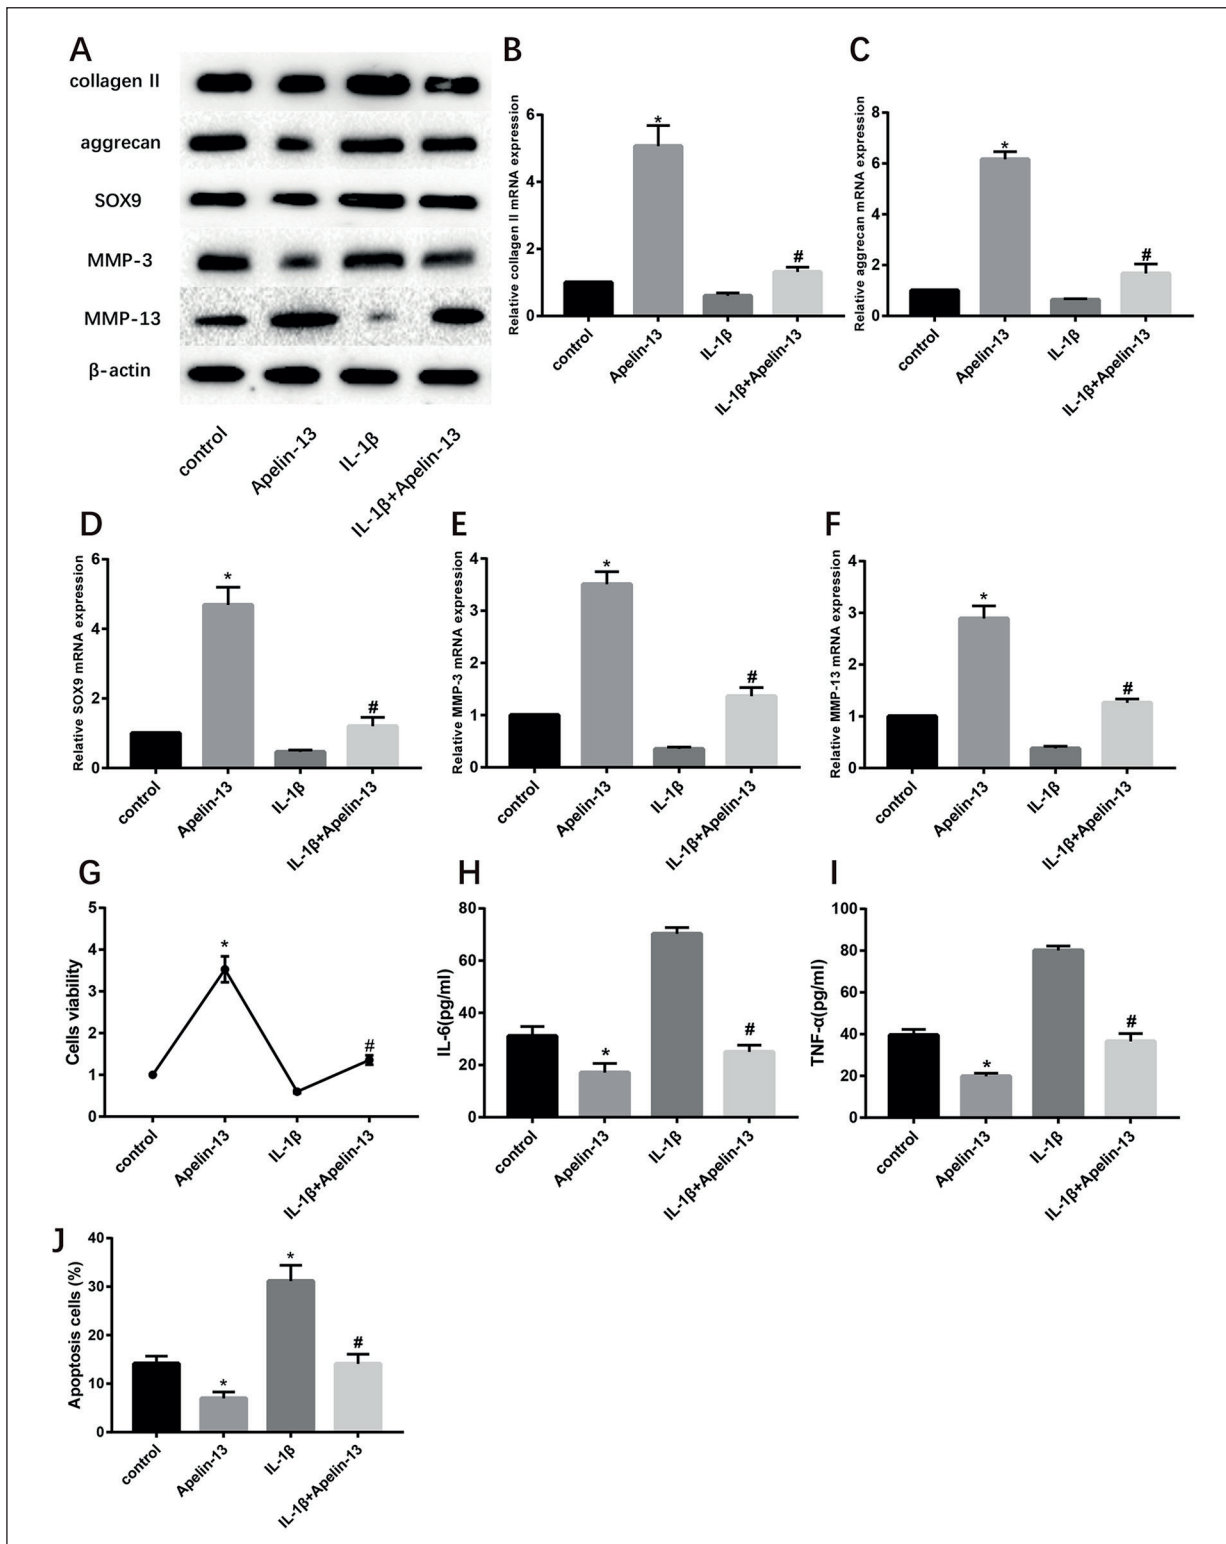 A
collagen II
aggrecan
SOX9
MMP-3
MMP-13
β-actin
control
Apelin-13
IL-1β
IL-1β+Apelin-13
B
Relative collagen II mRNA expression
6
4
2
0
*
#
control
Apelin-13
IL-1β
IL-1β+Apelin-13
C
Relative aggrecan mRNA expression
8
6
4
2
0
*
#
control
Apelin-13
IL-1β
IL-1β+Apelin-13
D
Relative SOX9 mRNA expression
6
4
2
0
*
#
control
Apelin-13
IL-1β
IL-1β+Apelin-13
E
Relative MMP-3 mRNA expression
4
3
2
1
0
*
#
control
Apelin-13
IL-1β
IL-1β+Apelin-13
F
Relative MMP-13 mRNA expression
4
3
2
1
0
*
#
control
Apelin-13
IL-1β
IL-1β+Apelin-13
G
Cells viability
5
4
3
2
1
0
*
#
control
Apelin-13
IL-1β
IL-1β+Apelin-13
H
IL-6(pg/ml)
80
60
40
20
0
*
#
control
Apelin-13
IL-1β
IL-1β+Apelin-13
I
TNF-α(pg/ml)
100
80
60
40
20
0
*
#
control
Apelin-13
IL-1β
IL-1β+Apelin-13
J
Apoptosis cells (%)
40
30
20
10
0
*
*
#
control
Apelin-13
IL-1β
IL-1β+Apelin-13